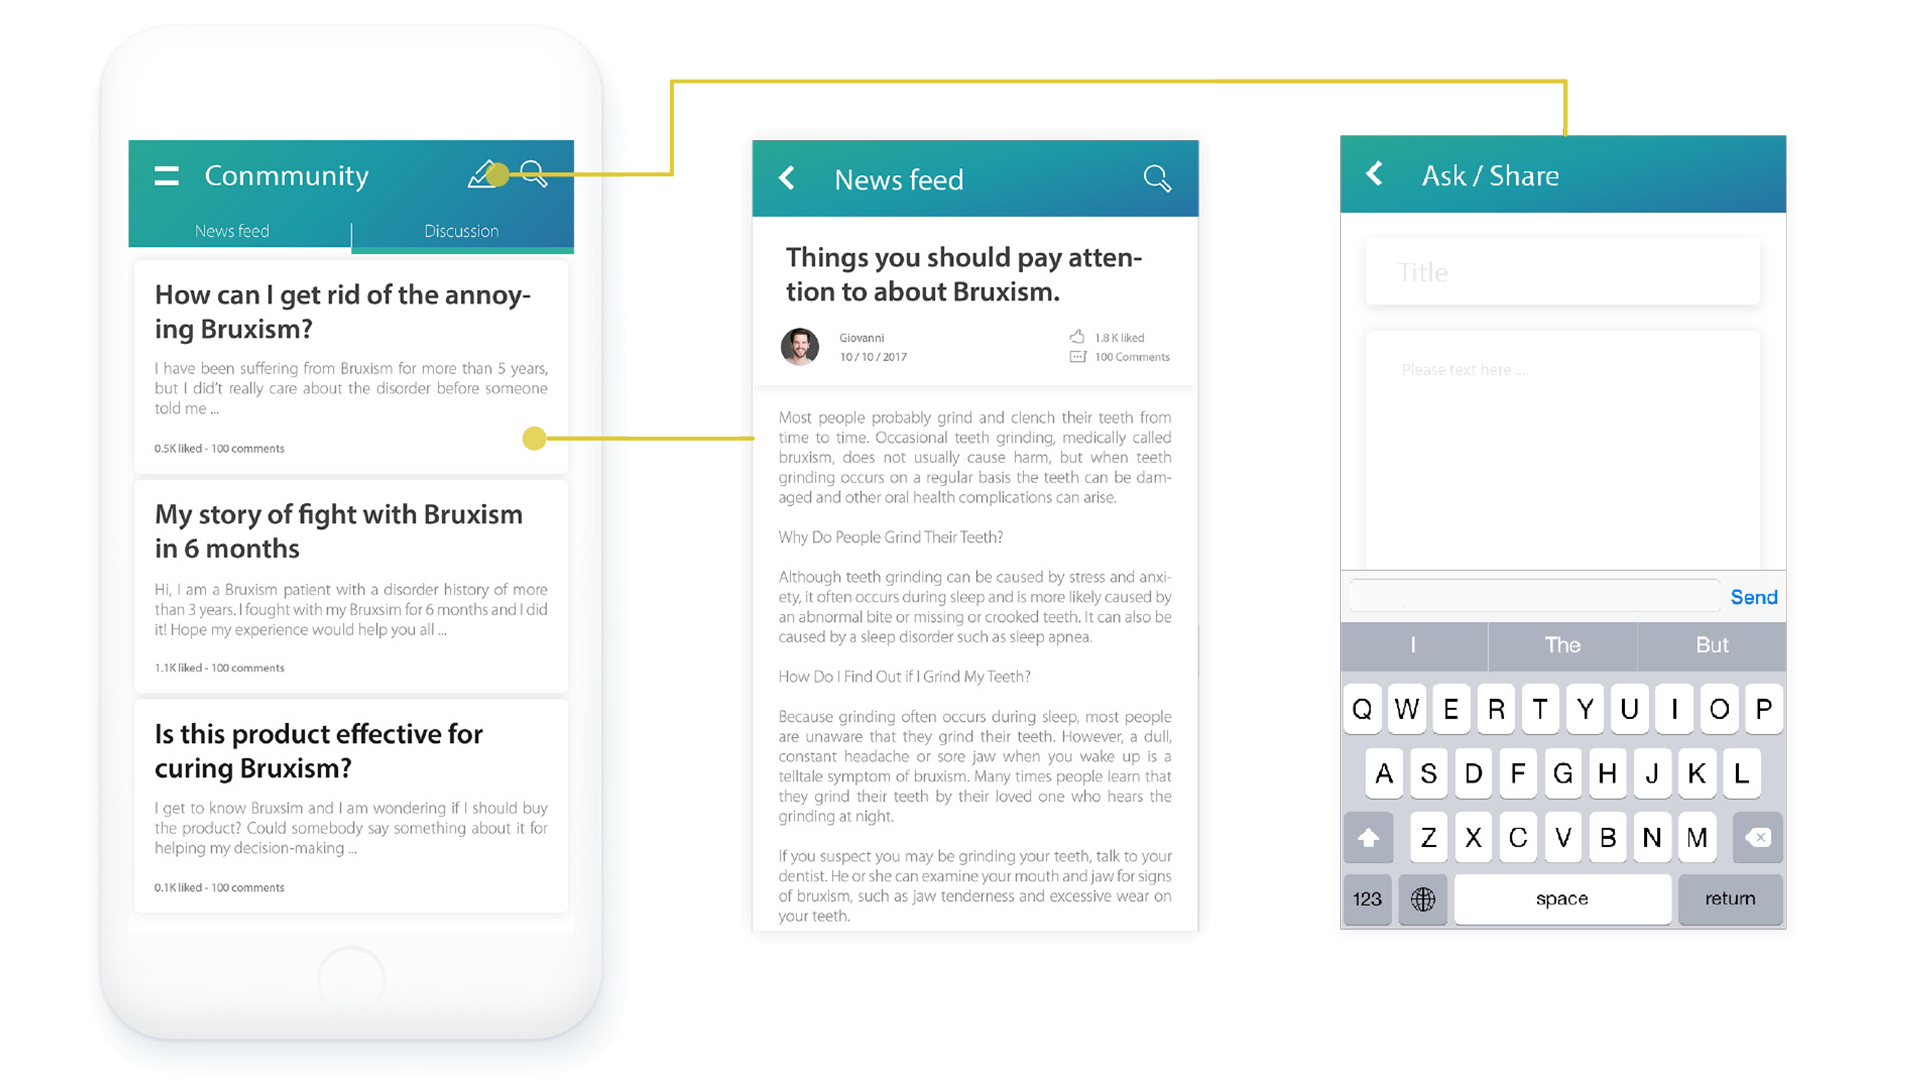 Conmmunity
News feed
Discussion
How can I get rid of the annoy-
ing Bruxism?
I have been suffering from Bruxism for more than 5 years,
but I didn't really care about the disorder before someone
told me ...
0.5K liked - 100 comments
My story of fight with Bruxism
in 6 months
Hi, I am a Bruxism patient with a disorder history of more
than 3 years. I fought with my Bruxsim for 6 months and I did
it! Hope my experience would help you all ...
1.1K liked - 100 comments
Is this product effective for
curing Bruxism?
I get to know Bruxsim and I am wondering if I should buy
the product? Could somebody say something about it for
helping my decision-making ...
0.1K liked - 100 comments
News feed
Things you should pay atten-
tion to about Bruxism.
Giovanni
10 / 10 / 2017
1.8 K liked
100 Comments
Most people probably grind and clench their teeth from
time to time. Occasional teeth grinding, medically called
bruxism, does not usually cause harm, but when teeth
grinding occurs on a regular basis the teeth can be dam-
aged and other oral health complications can arise.
Why Do People Grind Their Teeth?
Although teeth grinding can be caused by stress and anxi-
ety, it often occurs during sleep and is more likely caused by
an abnormal bite or missing or crooked teeth. It can also be
caused by a sleep disorder such as sleep apnea.
How Do I Find Out if I Grind My Teeth?
Because grinding often occurs during sleep, most people
are unaware that they grind their teeth. However, a dull,
constant headache or sore jaw when you wake up is a
telltale symptom of bruxism. Many times people learn that
they grind their teeth by their loved one who hears the
grinding at night.
If you suspect you may be grinding your teeth, talk to your
dentist. He or she can examine your mouth and jaw for signs
of bruxism, such as jaw tenderness and excessive wear on
your teeth.
Ask / Share
Title
Please text here ...
Send
I The But
Q W E R T Y U I O P
A S D F G H J K L
Z X C V B N M
123 space return